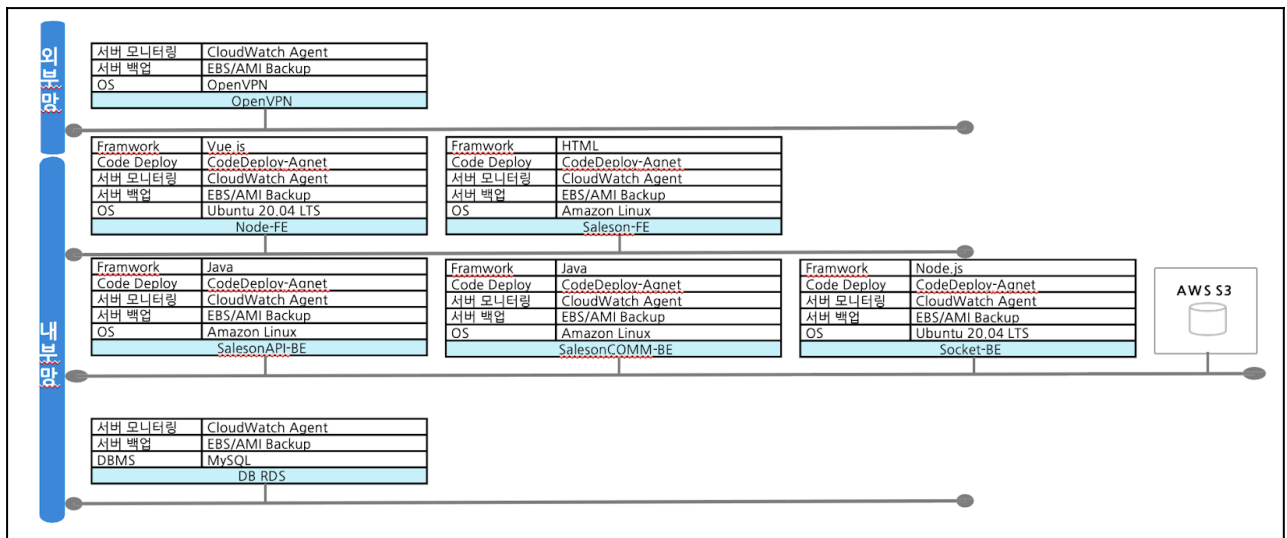 외부망
서버 모니터링 CloudWatch Agent
서버 백업 EBS/AMI Backup
OS OpenVPN
OpenVPN
내부망
Framwork Vue.js
Code Deploy CodeDeploy-Agnet
서버 모니터링 CloudWatch Agent
서버 백업 EBS/AMI Backup
OS Ubuntu 20.04 LTS
Node-FE
Framwork HTML
Code Deploy CodeDeploy-Agnet
서버 모니터링 CloudWatch Agent
서버 백업 EBS/AMI Backup
OS Amazon Linux
Saleson-FE
Framwork Java
Code Deploy CodeDeploy-Agnet
서버 모니터링 CloudWatch Agent
서버 백업 EBS/AMI Backup
OS Amazon Linux
SalesonAPI-BE
Framwork Java
Code Deploy CodeDeploy-Agnet
서버 모니터링 CloudWatch Agent
서버 백업 EBS/AMI Backup
OS Amazon Linux
SalesonCOMM-BE
Framwork Node.js
Code Deploy CodeDeploy-Agnet
서버 모니터링 CloudWatch Agent
서버 백업 EBS/AMI Backup
OS Ubuntu 20.04 LTS
Socket-BE
AWS S3
서버 모니터링 CloudWatch Agent
서버 백업 EBS/AMI Backup
DBMS MySQL
DB RDS